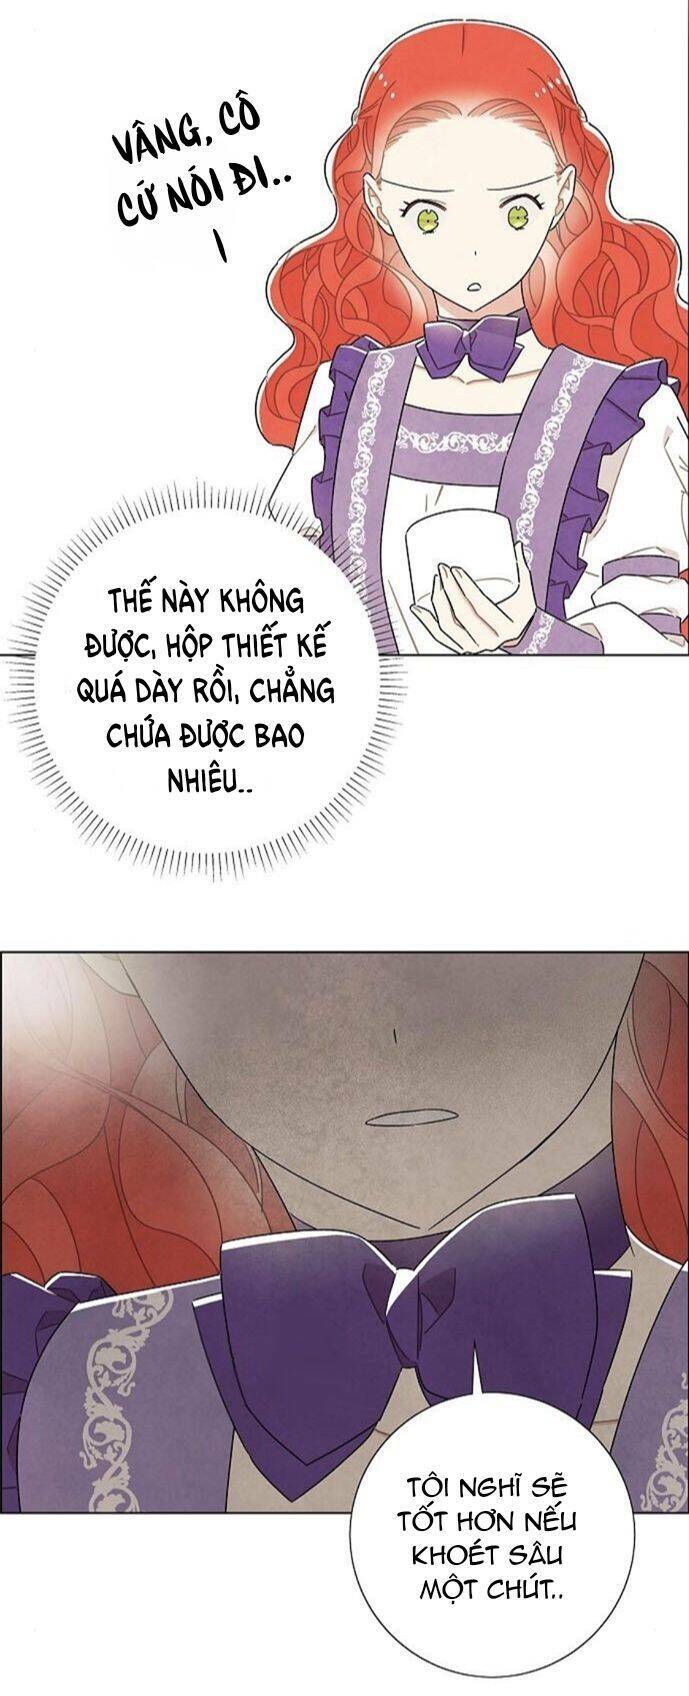 VÂNG, CÔ
CỨ NÓI ĐI..
THẾ NÀY KHÔNG
ĐƯỢC, HỘP THIẾT KẾ
QUÁ DÀY RỒI, CHẲNG
CHỨA ĐƯỢC BAO
NHIÊU..
TÔI NGHĨ SẼ
TỐT HƠN NẾU
KHOÉT SÂU
MỘT CHÚT..